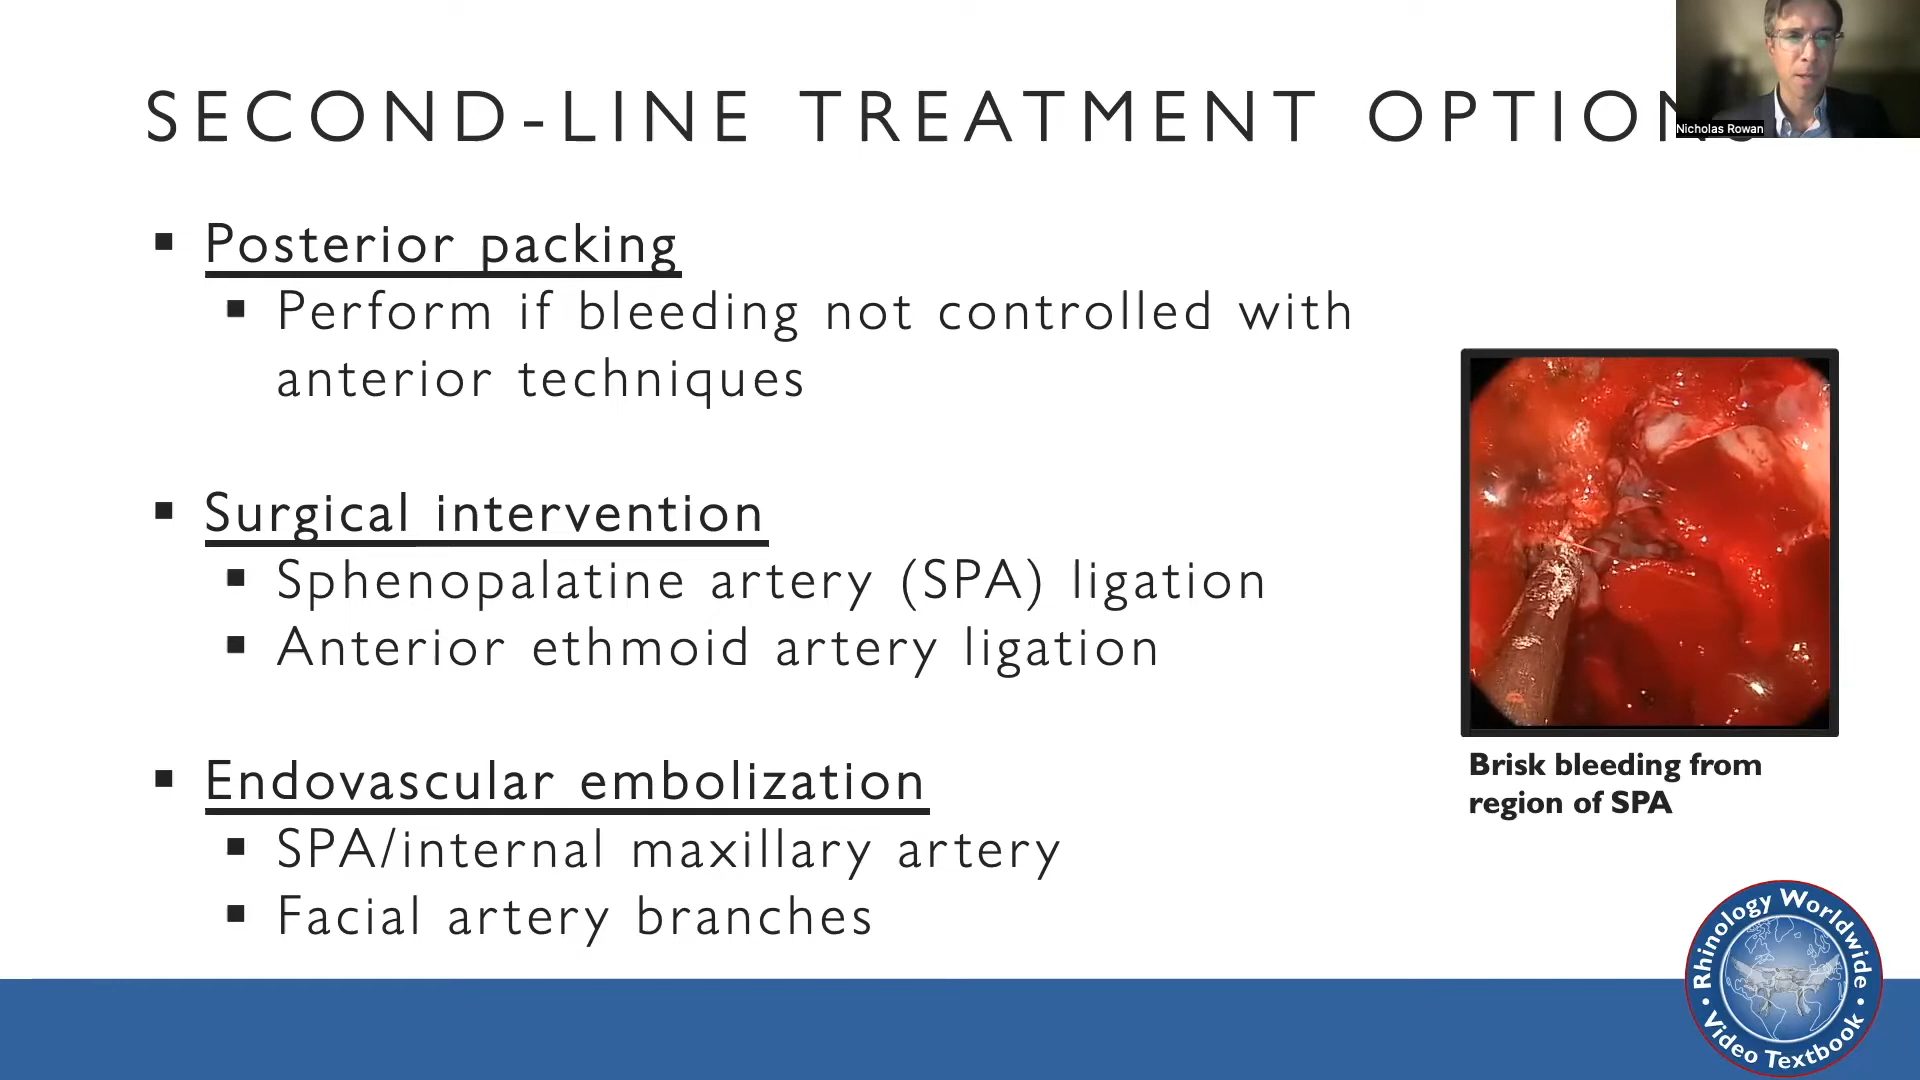 SECOND-LINE TREATMENT OPTIONS
Nicholas Rowan
▪ Posterior packing
▪ Perform if bleeding not controlled with
anterior techniques
▪ Surgical intervention
▪ Sphenopalatine artery (SPA) ligation
▪ Anterior ethmoid artery ligation
▪ Endovascular embolization
▪ SPA/internal maxillary artery
▪ Facial artery branches
Brisk bleeding from
region of SPA
Rhinology Worldwide
• Video Textbook •